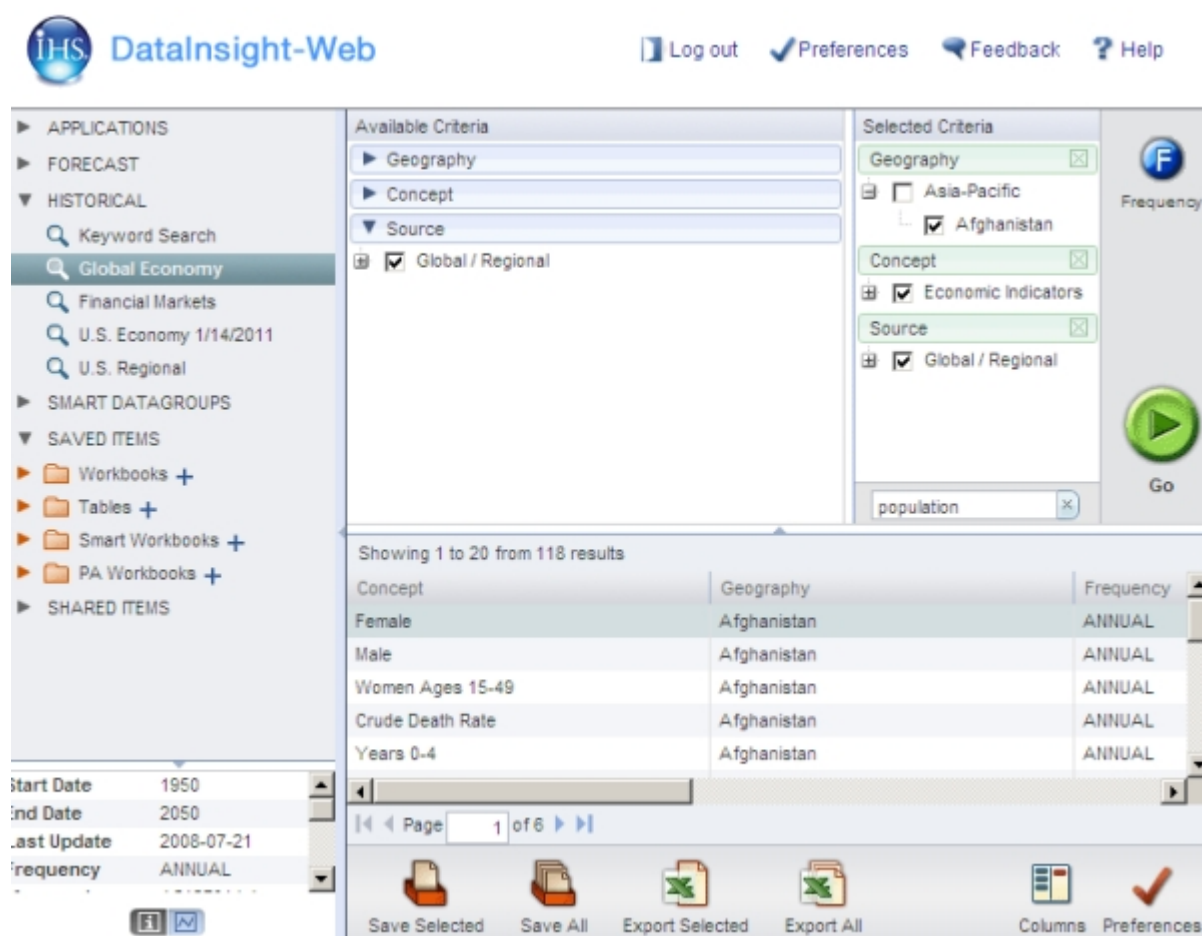 IHS DataInsight-Web
Log out Preferences Feedback ? Help
APPLICATIONS
FORECAST
HISTORICAL
Keyword Search
Global Economy
Financial Markets
U.S. Economy 1/14/2011
U.S. Regional
SMART DATAGROUPS
SAVED ITEMS
Workbooks +
Tables +
Smart Workbooks +
PA Workbooks +
SHARED ITEMS
Start Date 1950
End Date 2050
Last Update 2008-07-21
Frequency ANNUAL
Available Criteria
Geography
Concept
Source
Global / Regional
Selected Criteria
Geography
Asia-Pacific
Afghanistan
Concept
Economic Indicators
Source
Global / Regional
population
F
Frequency
Go
Showing 1 to 20 from 118 results
Concept Geography Frequency
Female Afghanistan ANNUAL
Male Afghanistan ANNUAL
Women Ages 15-49 Afghanistan ANNUAL
Crude Death Rate Afghanistan ANNUAL
Years 0-4 Afghanistan ANNUAL
Page 1 of 6
Save Selected Save All Export Selected Export All Columns Preferences